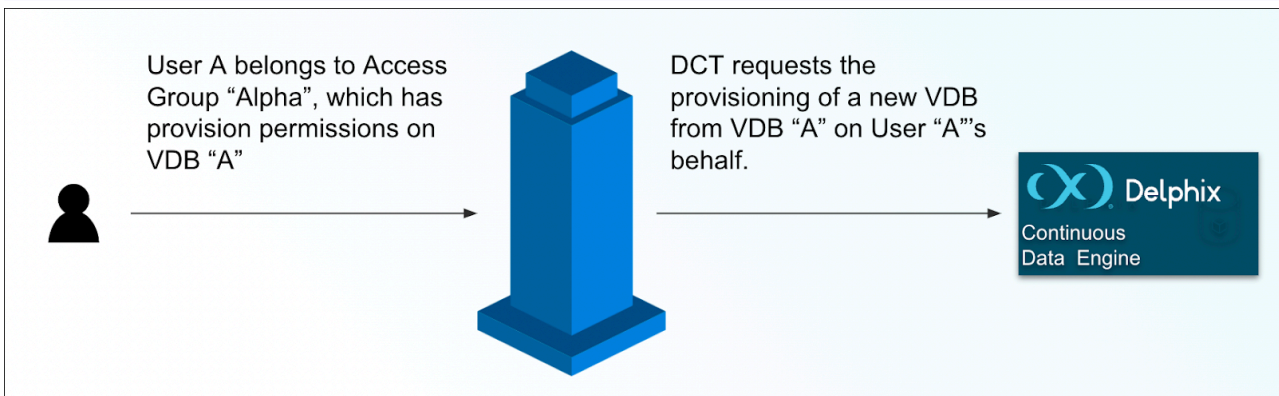 User A belongs to Access
Group “Alpha”, which has
provision permissions on
VDB “A”
DCT requests the
provisioning of a new VDB
from VDB “A” on User “A”’s
behalf.
Delphix
Continuous
Data Engine